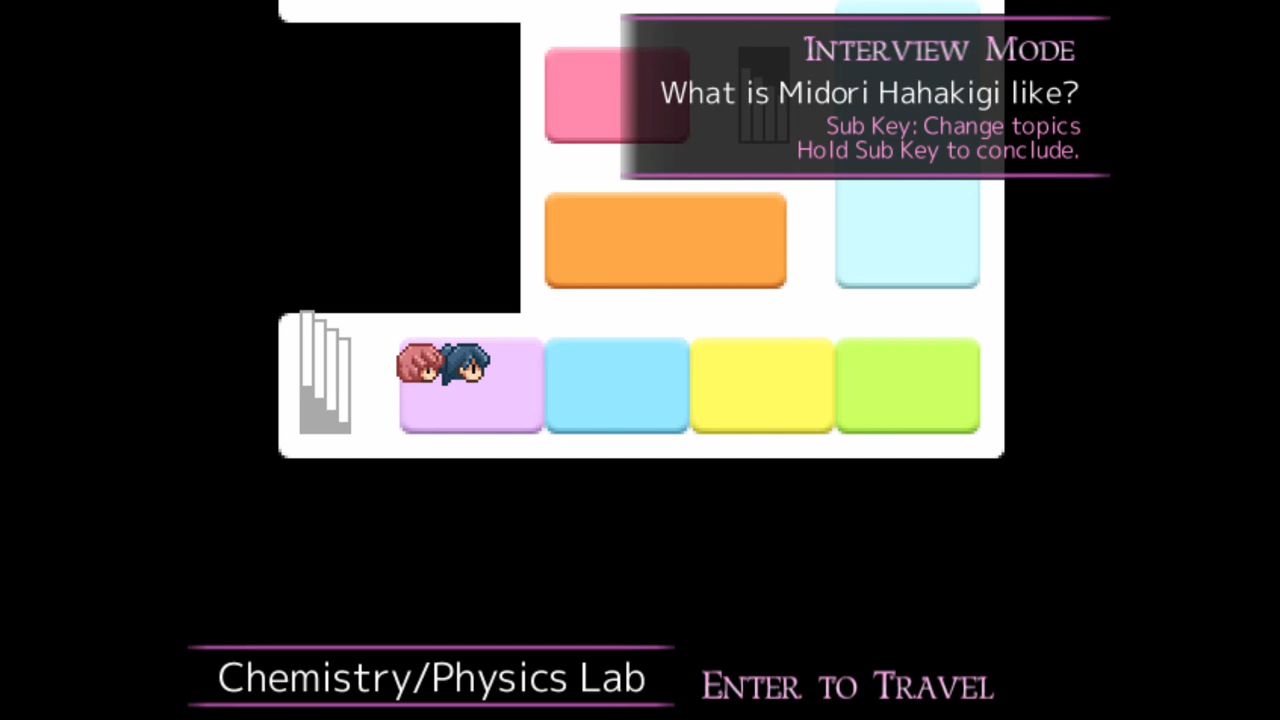 INTERVIEW MODE
What is Midori Hahakigi like?
Sub Key: Change topics
Hold Sub Key to conclude.
Chemistry/Physics Lab
ENTER TO TRAVEL